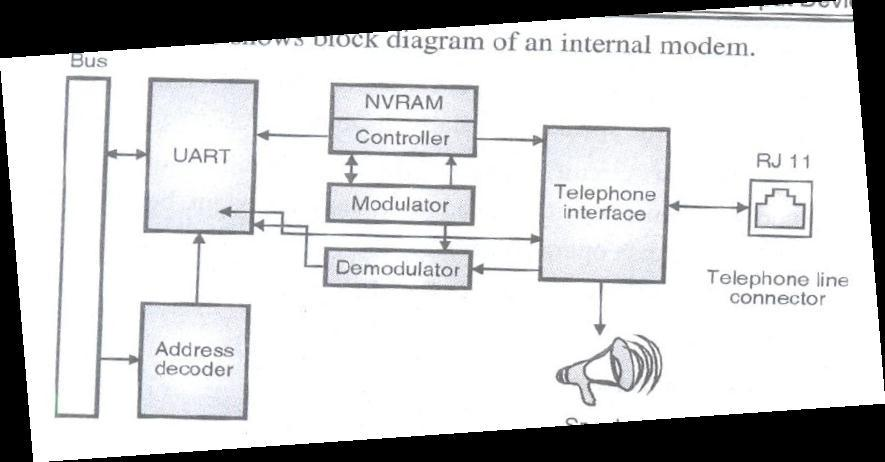 block diagram of an internal modem.
Bus
NVRAM
Controller
UART
RJ 11
Telephone
interface
Modulator
Demodulator
Telephone line
connector
Address
decoder